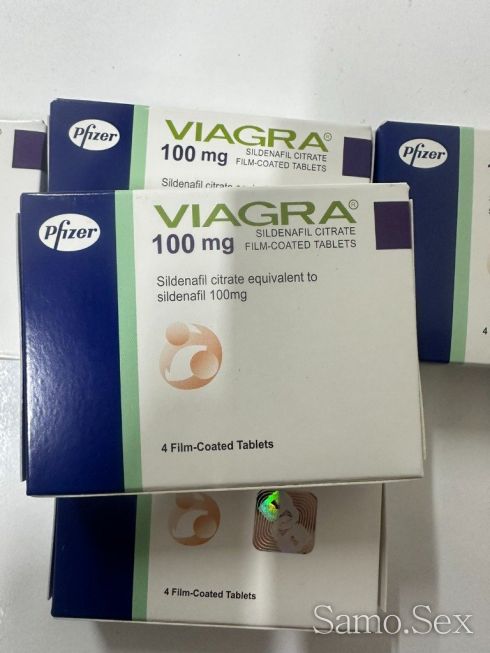 Pfizer
VIAGRA®
100 mg
SILDENAFIL CITRATE
FILM-COATED TABLETS
Sildenafil citrate
Pfizer
Pfizer
VIAGRA®
100 mg
SILDENAFIL CITRATE
FILM-COATED TABLETS
Sildenafil citrate equivalent to
sildenafil 100mg
4 Film-Coated Tablets
4
4 Film-Coated Tablets
Samo.Sex